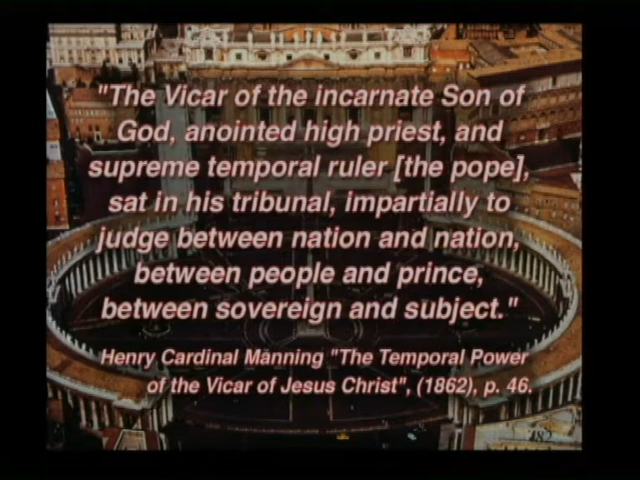 "The Vicar of the incarnate Son of
God, anointed high priest, and
supreme temporal ruler [the pope],
sat in his tribunal, impartially to
judge between nation and nation,
between people and prince,
between sovereign and subject."
Henry Cardinal Manning "The Temporal Power
of the Vicar of Jesus Christ", (1862), p. 46.
182